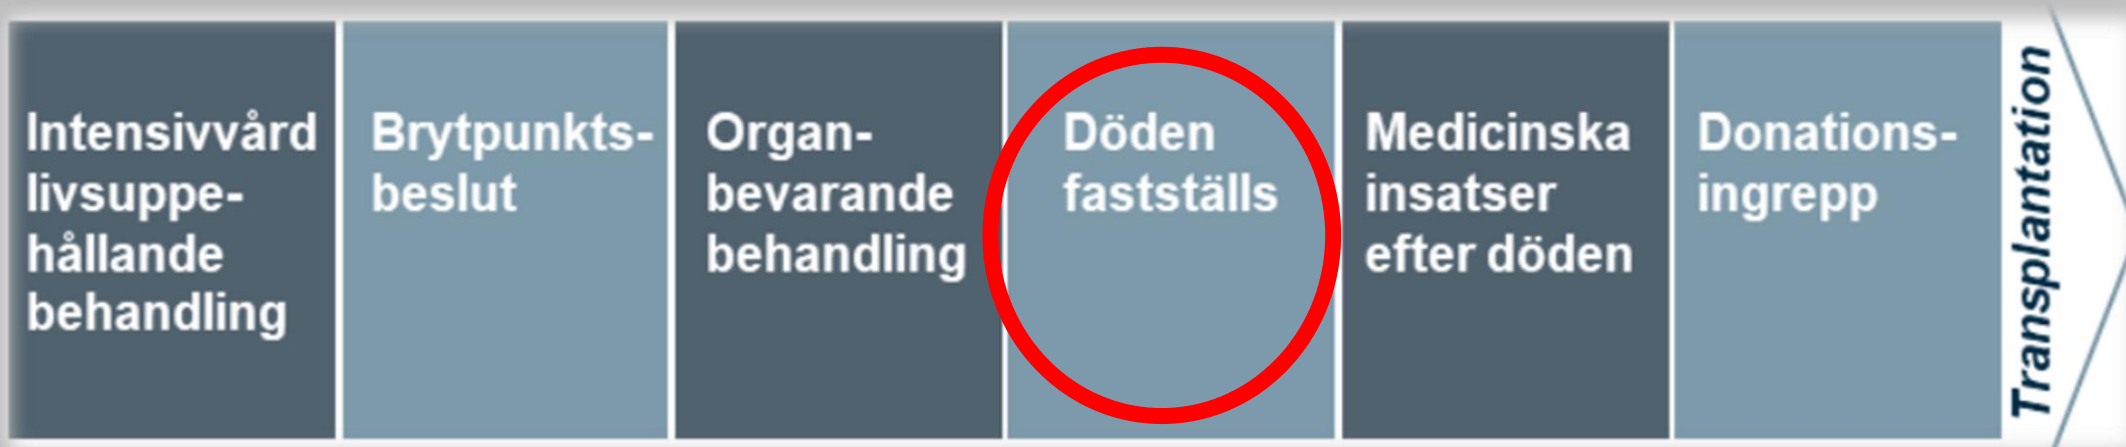 Intensivvård
livsuppe-
hållande
behandling
Brytpunkts-
beslut
Organ-
bevarande
behandling
Döden
fastställs
Medicinska
insatser
efter döden
Donations-
ingrepp
Transplantation